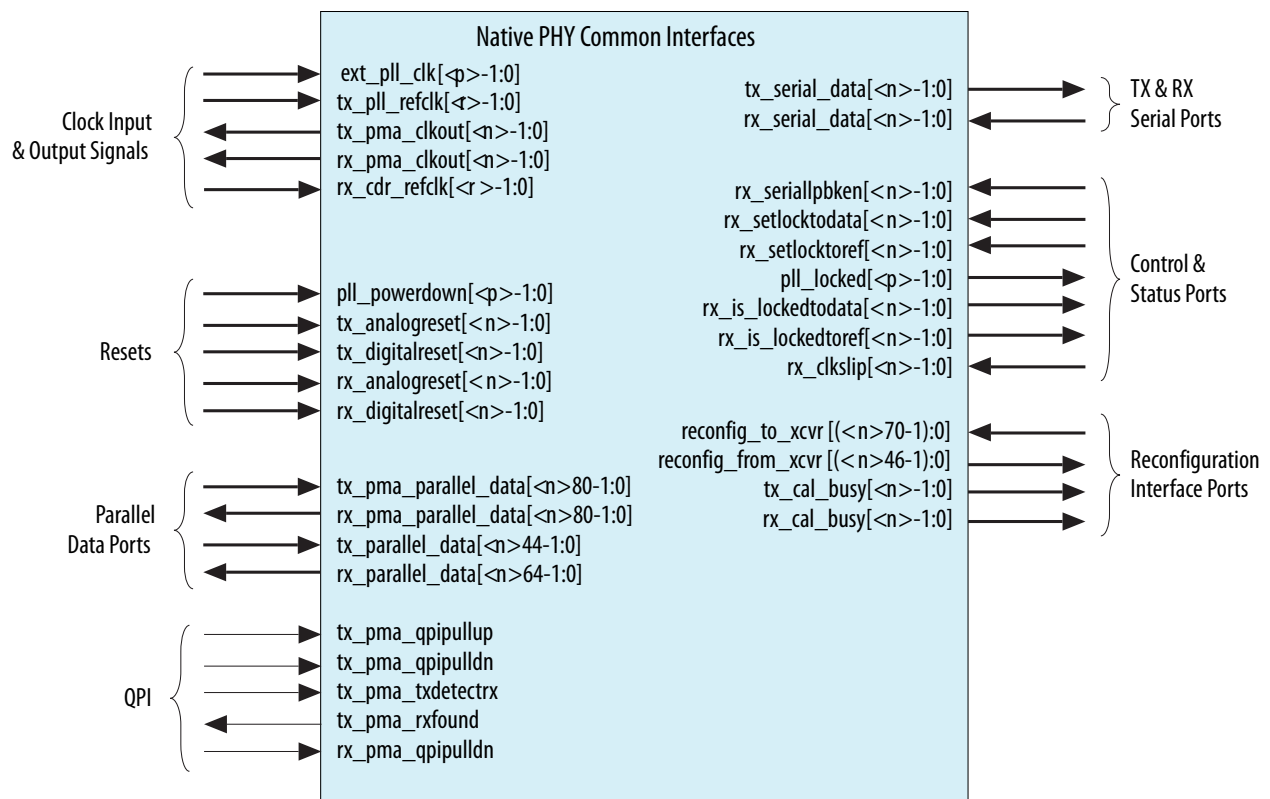 Native PHY Common Interfaces
Clock Input
& Output Signals
ext_pll_clk[<p>-1:0]
tx_pll_refclk[<r>-1:0]
tx_pma_clkout[<n>-1:0]
rx_pma_clkout[<n>-1:0]
rx_cdr_refclk[<r >-1:0]
Resets
pll_powerdown[<p>-1:0]
tx_analogreset[<n>-1:0]
tx_digitalreset[<n>-1:0]
rx_analogreset[<n>-1:0]
rx_digitalreset[<n>-1:0]
Parallel
Data Ports
tx_pma_parallel_data[<n>80-1:0]
rx_pma_parallel_data[<n>80-1:0]
tx_parallel_data[<n>44-1:0]
rx_parallel_data[<n>64-1:0]
QPI
tx_pma_qpipullup
tx_pma_qpipulldn
tx_pma_txdetectrx
tx_pma_rxfound
rx_pma_qpipulldn
tx_serial_data[<n>-1:0]
rx_serial_data[<n>-1:0]
TX & RX
Serial Ports
rx_seriallpbken[<n>-1:0]
rx_setlocktodata[<n>-1:0]
rx_setlocktoref[<n>-1:0]
pll_locked[<p>-1:0]
rx_is_lockedtodata[<n>-1:0]
rx_is_lockedtoref[<n>-1:0]
rx_clkslip[<n>-1:0]
Control &
Status Ports
reconfig_to_xcvr [(<n>70-1):0]
reconfig_from_xcvr [(<n>46-1):0]
tx_cal_busy[<n>-1:0]
rx_cal_busy[<n>-1:0]
Reconfiguration
Interface Ports